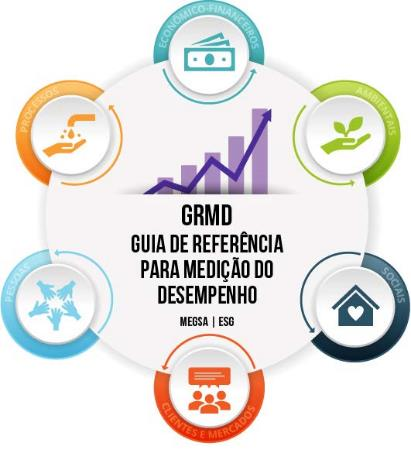 ECONÔMICO-FINANCEIROS
PROCESSOS
AMBIENTAIS
GRMD
GUIA DE REFERÊNCIA
PARA MEDIÇÃO DO
DESEMPENHO
MEGSA | ESG
PESSOAS
SOCIAIS
CLIENTES E MERCADOS